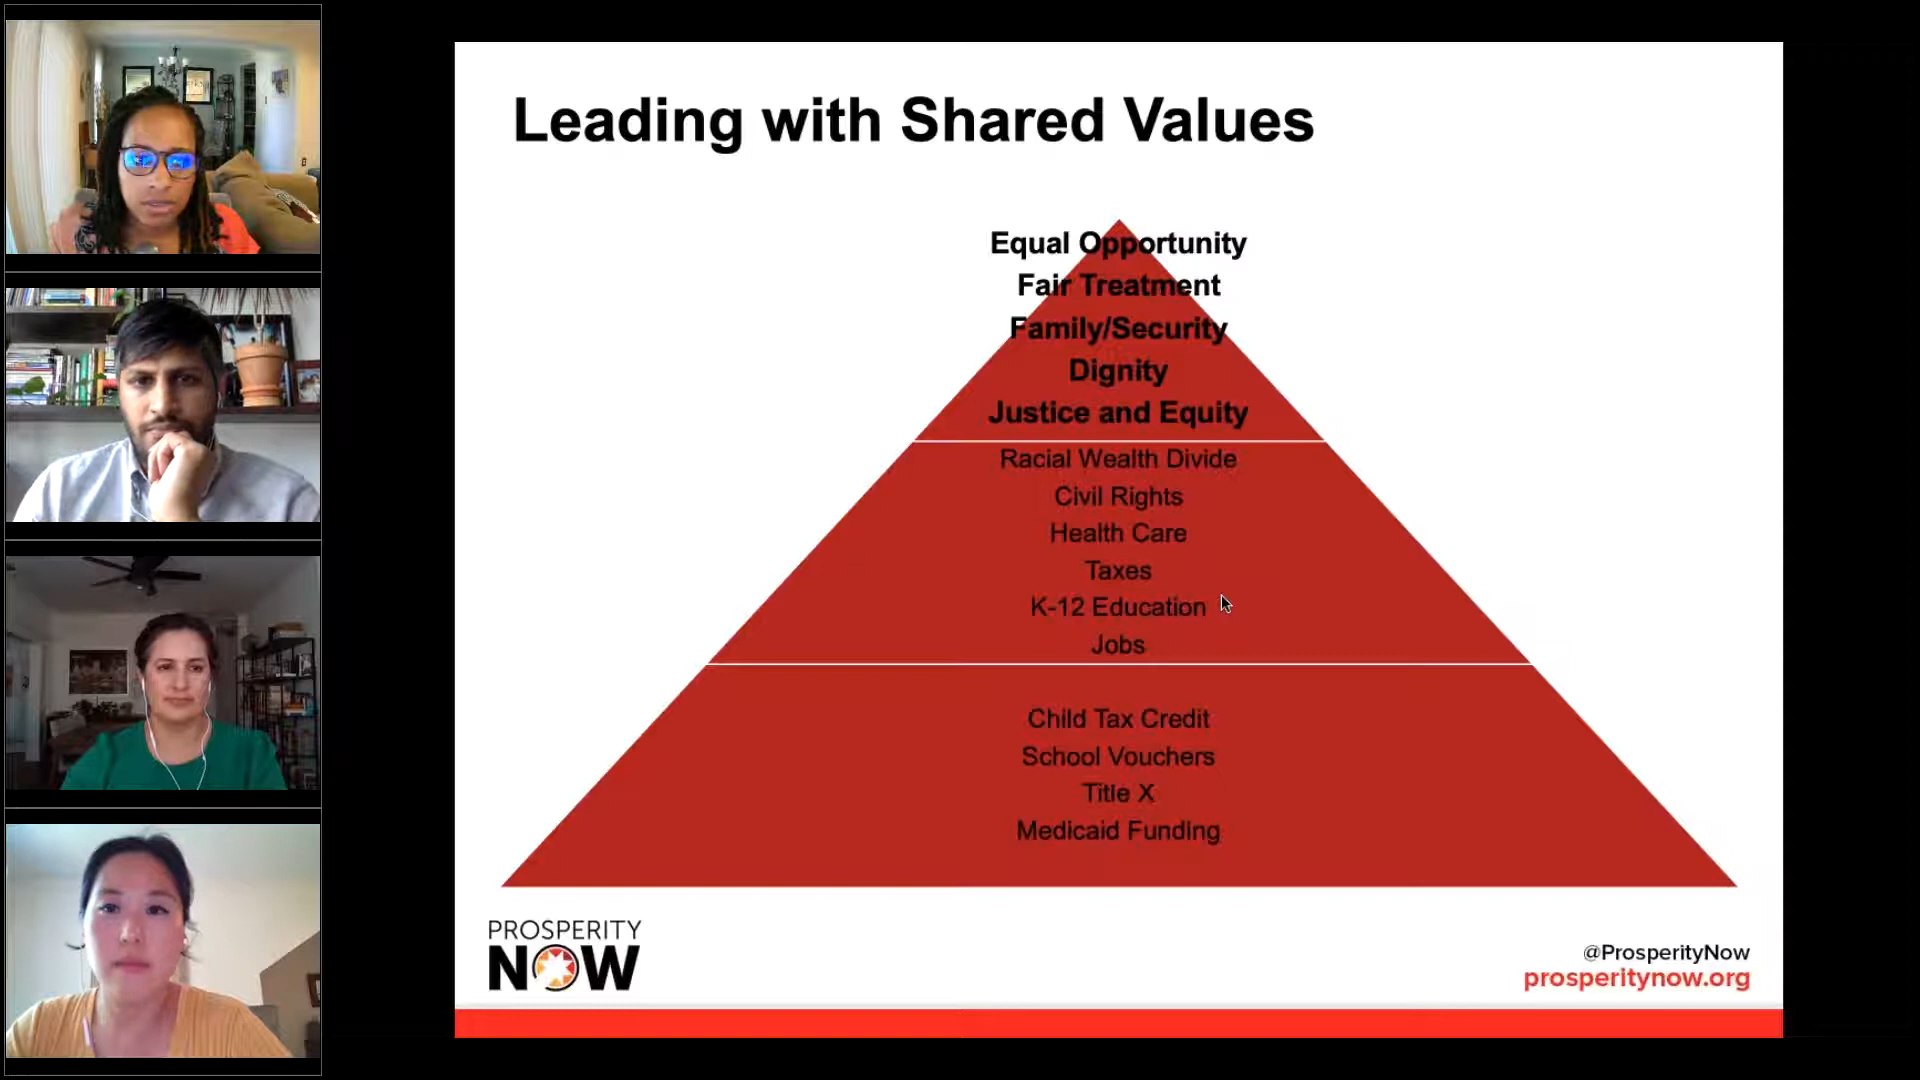 Leading with Shared Values
Equal Opportunity
Fair Treatment
Family/Security
Dignity
Justice and Equity
Racial Wealth Divide
Civil Rights
Health Care
Taxes
K-12 Education
Jobs
Child Tax Credit
School Vouchers
Title X
Medicaid Funding
PROSPERITY
NOW
@ProsperityNow
prosperitynow.org